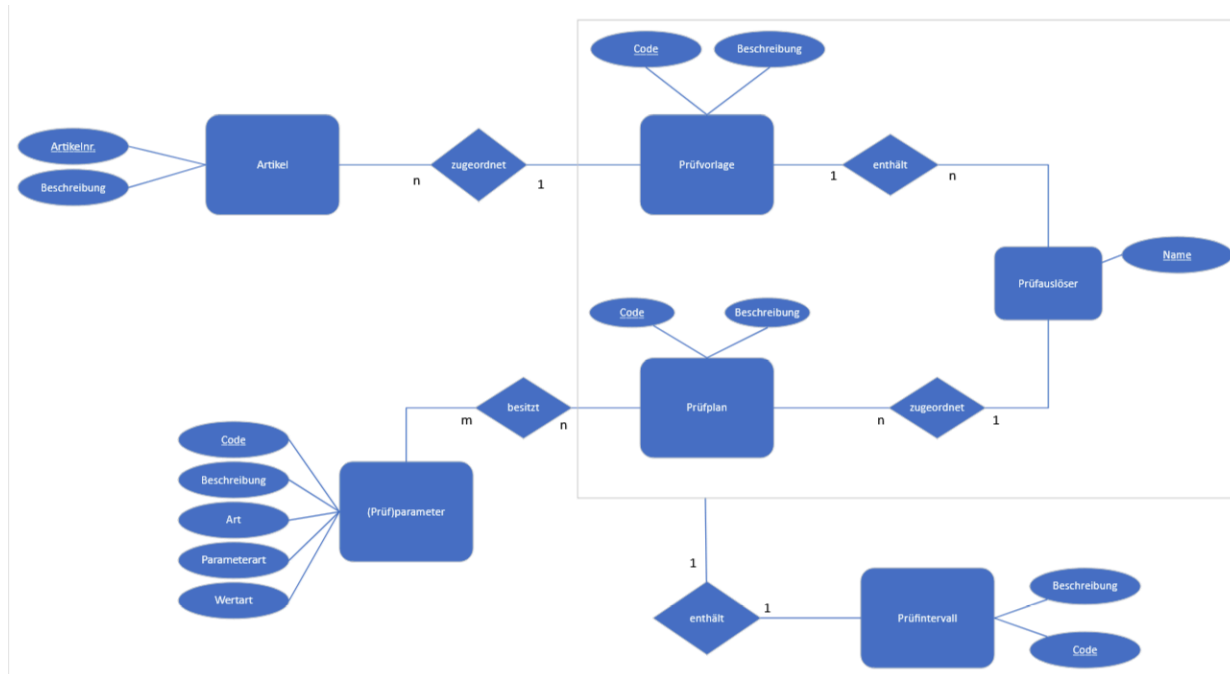 Code
Beschreibung
Artikelnr.
Beschreibung
Artikel
zugeordnet
n
1
Prüfvorlage
enthält
1
n
Name
Prüfauslöser
Code
Beschreibung
Prüfplan
zugeordnet
n
1
besitzt
m
n
Code
Beschreibung
Art
Parameterart
Wertart
(Prüf)parameter
1
enthält
1
Prüfintervall
Beschreibung
Code